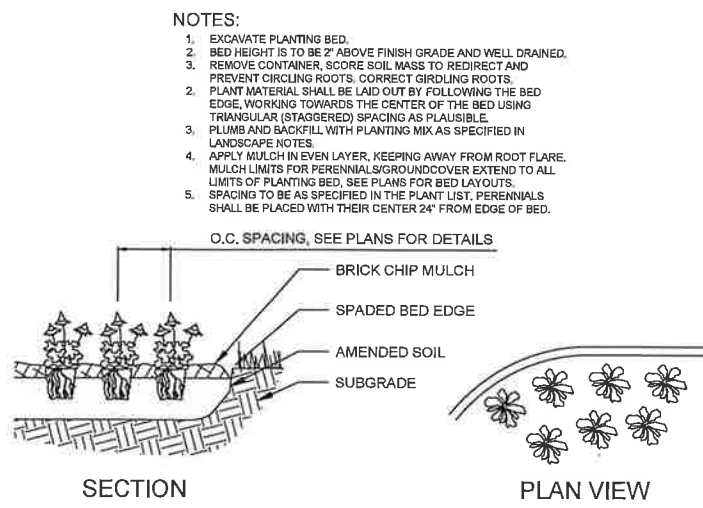 NOTES:
1. EXCAVATE PLANTING BED.
2. BED HEIGHT IS TO BE 2" ABOVE FINISH GRADE AND WELL DRAINED.
3. REMOVE CONTAINER, SCORE SOIL MASS TO REDIRECT AND
PREVENT CIRCLING ROOTS. CORRECT GIRDLING ROOTS.
2. PLANT MATERIAL SHALL BE LAID OUT BY FOLLOWING THE BED
EDGE, WORKING TOWARDS THE CENTER OF THE BED USING
TRIANGULAR (STAGGERED) SPACING AS PLAUSIBLE.
3. PLUMB AND BACKFILL WITH PLANTING MIX AS SPECIFIED IN
LANDSCAPE NOTES.
4. APPLY MULCH IN EVEN LAYER, KEEPING AWAY FROM ROOT FLARE.
MULCH LIMITS FOR PERENNIALS/GROUNDCOVER EXTEND TO ALL
LIMITS OF PLANTING BED, SEE PLANS FOR BED LAYOUTS.
5. SPACING TO BE AS SPECIFIED IN THE PLANT LIST. PERENNIALS
SHALL BE PLACED WITH THEIR CENTER 24" FROM EDGE OF BED.
O.C. SPACING, SEE PLANS FOR DETAILS
BRICK CHIP MULCH
SPADED BED EDGE
AMENDED SOIL
SUBGRADE
SECTION
PLAN VIEW